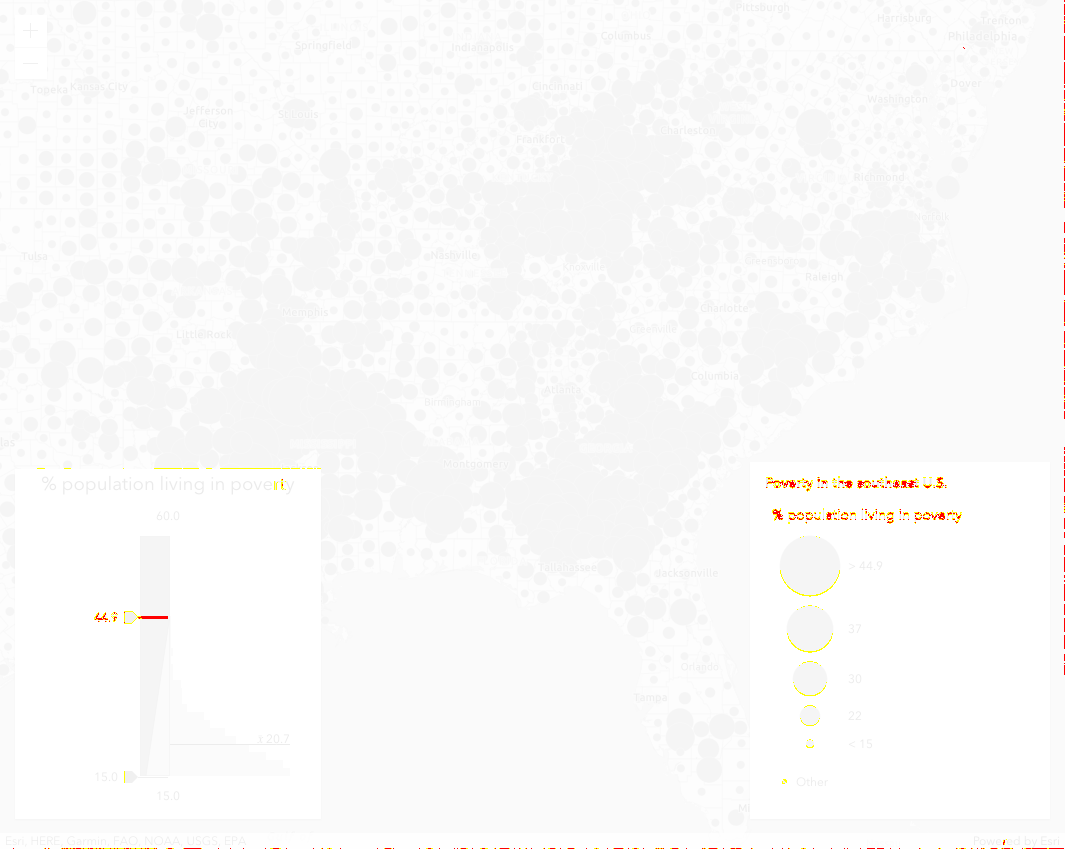 Pittsburgh
Harrisburg
Trenton
Springfield
Indianapolis
Columbus
Philadelphia
Topeka
Kansas City
Cincinnati
Dover
Washington
Jefferson
City
St Louis
Frankfort
Charleston
Richmond
Norfolk
Tulsa
Nashville
Knoxville
Greensboro
Raleigh
Memphis
Charlotte
Little Rock
Greenville
Columbia
Atlanta
Birmingham
Montgomery
Tallahassee
Jacksonville
Orlando
Tampa
% population living in poverty
60.0
44.9
x̄ 20.7
15.0
15.0
Poverty in the southeast U.S.
% population living in poverty
> 44.9
37
30
22
< 15
Other
Esri, HERE, Garmin, FAO, NOAA, USGS, EPA
Powered by Esri